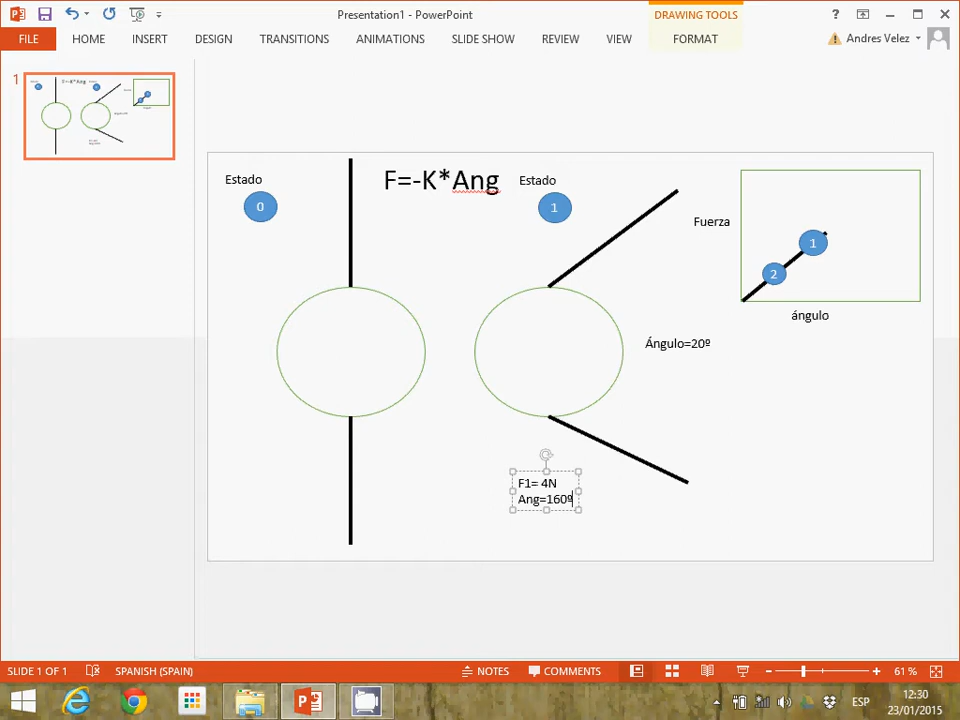 Presentation1 - PowerPoint
DRAWING TOOLS
FILE
HOME
INSERT
DESIGN
TRANSITIONS
ANIMATIONS
SLIDE SHOW
REVIEW
VIEW
FORMAT
Andres Velez
1
Estado
0
F=-K*Ang
Estado
1
Fuerza
1
2
ángulo
Ángulo=20º
F1= 4N
Ang=160º
SLIDE 1 OF 1
SPANISH (SPAIN)
NOTES
COMMENTS
61 %
ESP
12:30
23/01/2015